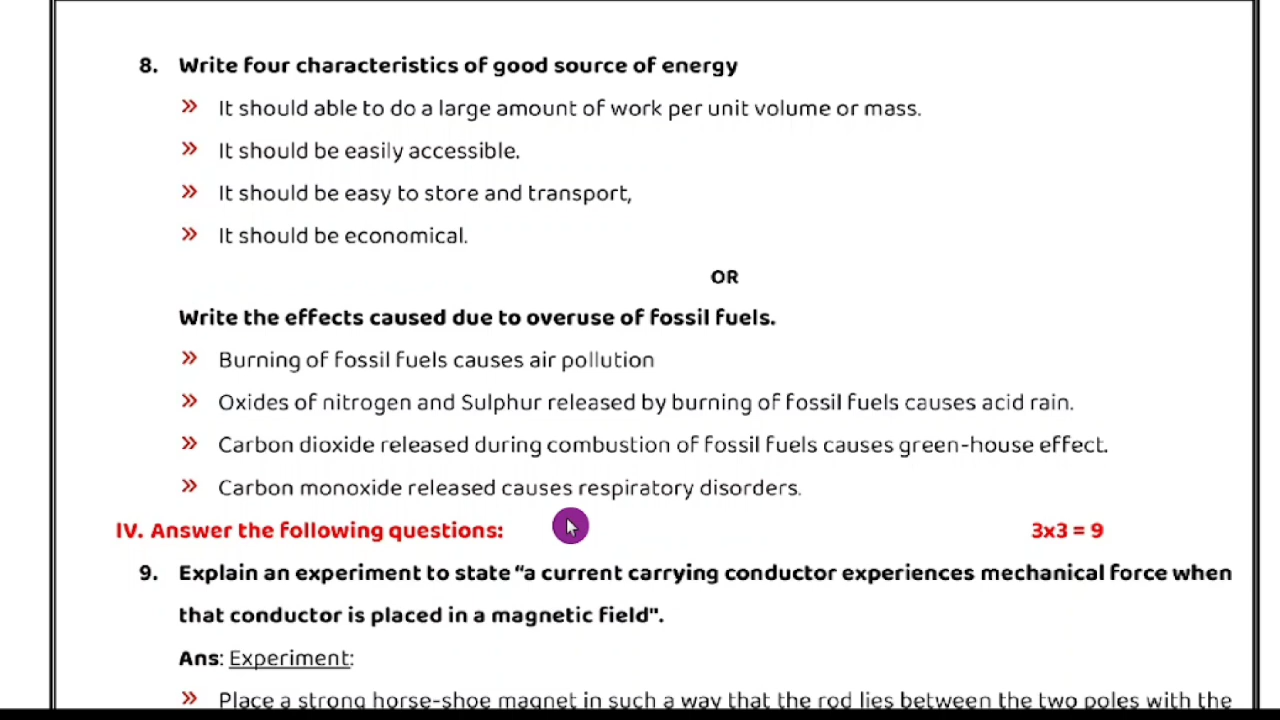 8. Write four characteristics of good source of energy
» It should able to do a large amount of work per unit volume or mass.
» It should be easily accessible.
» It should be easy to store and transport,
» It should be economical.
OR
Write the effects caused due to overuse of fossil fuels.
» Burning of fossil fuels causes air pollution
» Oxides of nitrogen and Sulphur released by burning of fossil fuels causes acid rain.
» Carbon dioxide released during combustion of fossil fuels causes green-house effect.
» Carbon monoxide released causes respiratory disorders.
IV. Answer the following questions: 3x3 = 9
9. Explain an experiment to state “a current carrying conductor experiences mechanical force when
that conductor is placed in a magnetic field".
Ans: Experiment:
» Place a strong horse-shoe magnet in such a way that the rod lies between the two poles with the